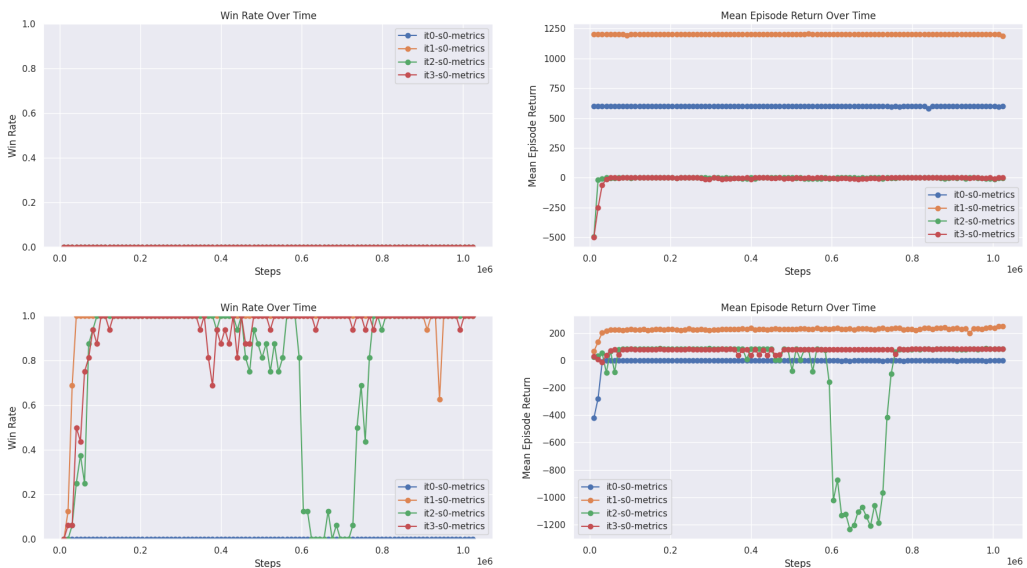 Win Rate Over Time
Win Rate
1.0
0.8
0.6
0.4
0.2
0.0
0.0 0.2 0.4 0.6 0.8 1.0
1e6
Steps
it0-s0-metrics
it1-s0-metrics
it2-s0-metrics
it3-s0-metrics
Mean Episode Return Over Time
Mean Episode Return
1250
1000
750
500
250
0
−250
−500
0.0 0.2 0.4 0.6 0.8 1.0
1e6
Steps
it0-s0-metrics
it1-s0-metrics
it2-s0-metrics
it3-s0-metrics
Win Rate Over Time
Win Rate
1.0
0.8
0.6
0.4
0.2
0.0
0.0 0.2 0.4 0.6 0.8 1.0
1e6
Steps
it0-s0-metrics
it1-s0-metrics
it2-s0-metrics
it3-s0-metrics
Mean Episode Return Over Time
Mean Episode Return
200
0
−200
−400
−600
−800
−1000
−1200
0.0 0.2 0.4 0.6 0.8 1.0
1e6
Steps
it0-s0-metrics
it1-s0-metrics
it2-s0-metrics
it3-s0-metrics